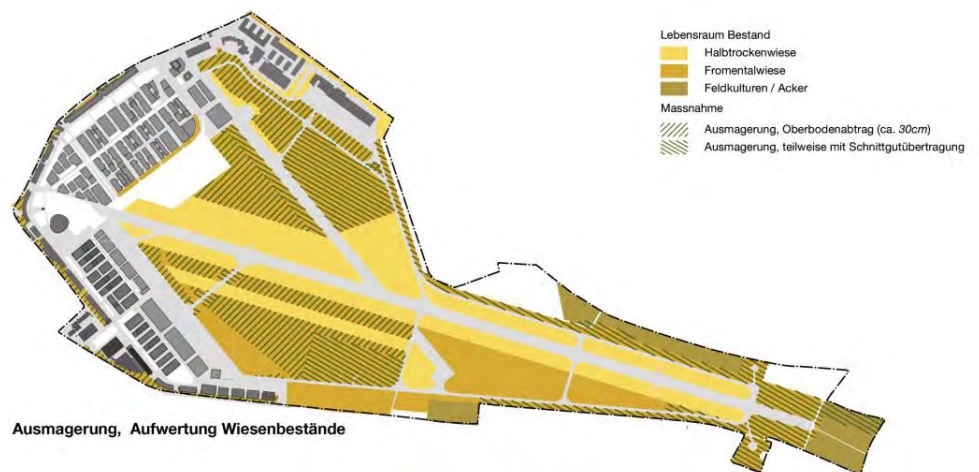 Lebensraum Bestand
Halbtrockenwiese
Fromentalwiese
Feldkulturen / Acker
Massnahme
Ausmagerung, Oberbodenabtrag (ca. 30cm)
Ausmagerung, teilweise mit Schnittgutübertragung
Ausmagerung, Aufwertung Wiesenbestände